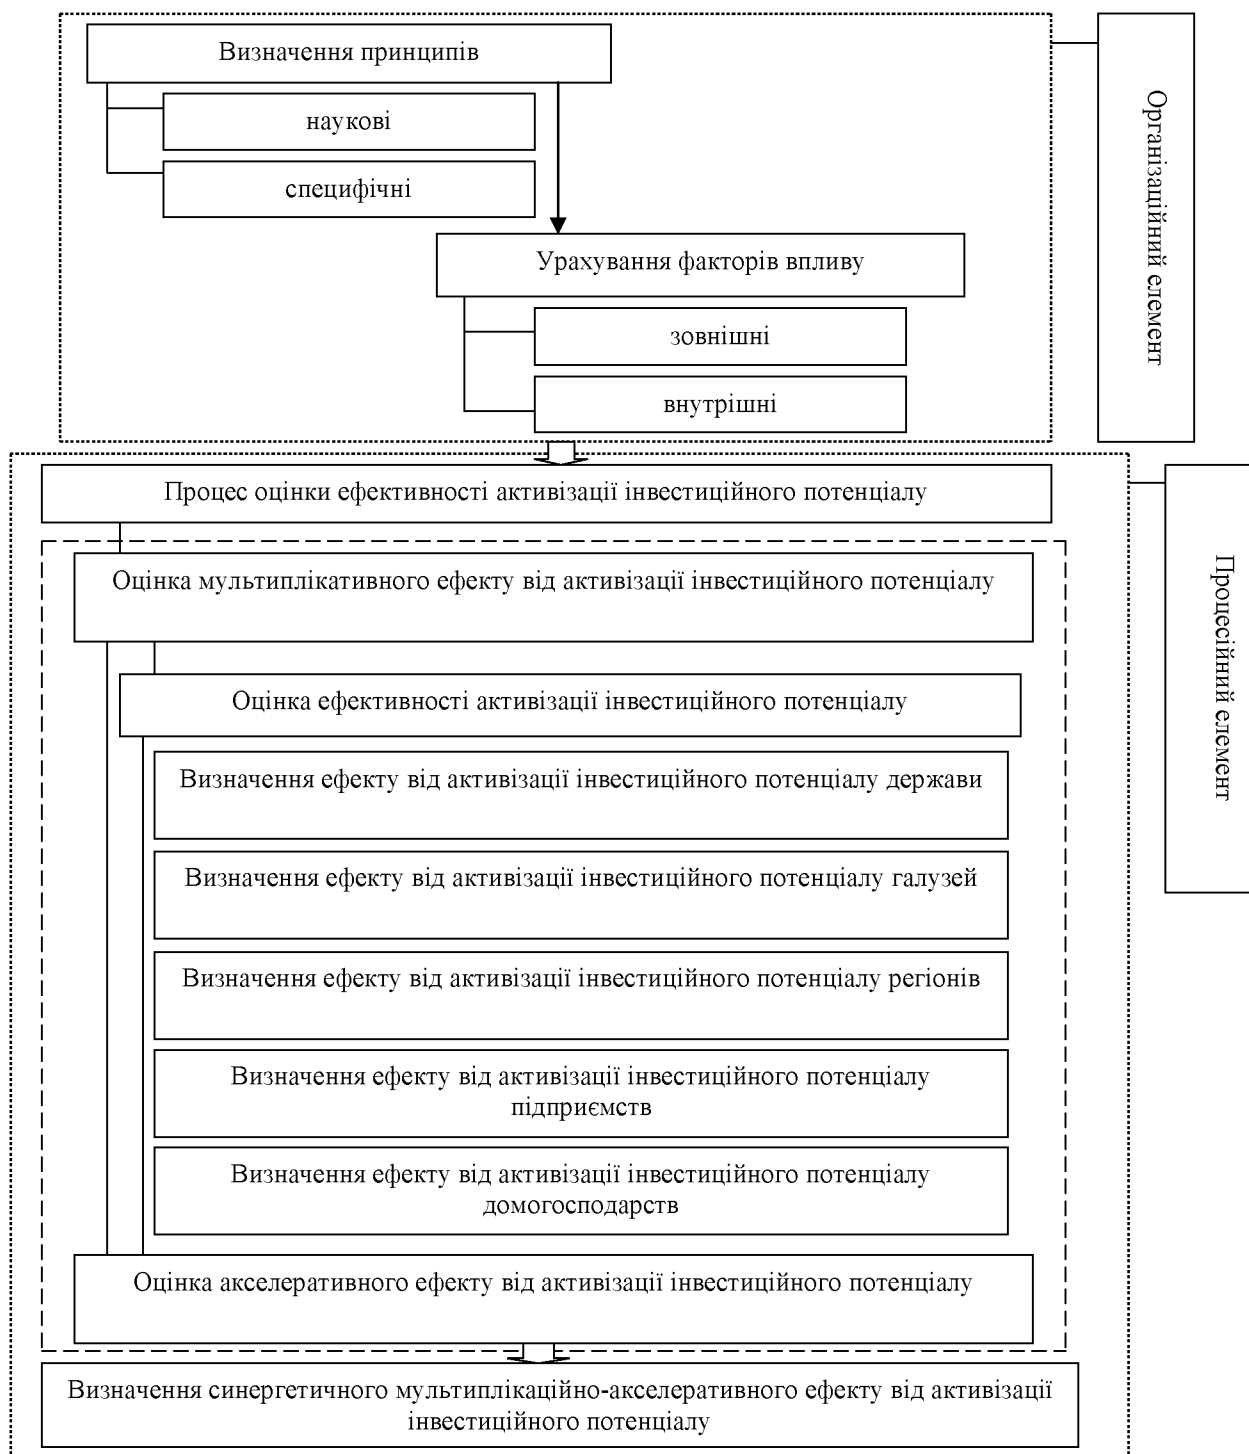 Визначення принципів
наукові
специфічні
Урахування факторів впливу
зовнішні
внутрішні
Організаційний елемент
Процес оцінки ефективності активізації інвестиційного потенціалу
Оцінка мультиплікативного ефекту від активізації інвестиційного потенціалу
Оцінка ефективності активізації інвестиційного потенціалу
Визначення ефекту від активізації інвестиційного потенціалу держави
Визначення ефекту від активізації інвестиційного потенціалу галузей
Визначення ефекту від активізації інвестиційного потенціалу регіонів
Визначення ефекту від активізації інвестиційного потенціалу
підприємств
Визначення ефекту від активізації інвестиційного потенціалу
домогосподарств
Оцінка акселеративного ефекту від активізації інвестиційного потенціалу
Визначення синергетичного мультиплікаційно-акселеративного ефекту від активізації
інвестиційного потенціалу
Процесійний елемент